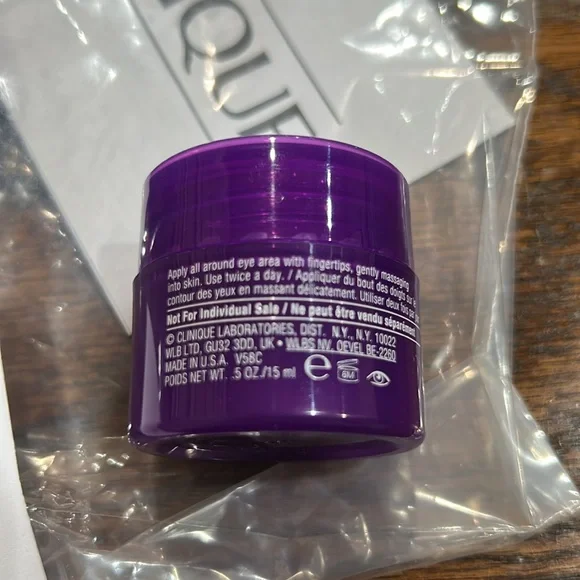 IQUE
Apply all around eye area with fingertips, gently massaging
into skin. Use twice a day. / Appliquer du bout des doigts sur le
contour des yeux en massant délicatement. Utiliser deux fois par
Not For Individual Sale / Ne peut être vendu séparément
© CLINIQUE LABORATORIES, DIST. N.Y., N.Y. 10022
WLB LTD, GU32 3DD, UK • WLBS NV, OEVEL BE-2260
MADE IN U.S.A. V58C
POIDS NET WT. .5 OZ./15 ml e 6M